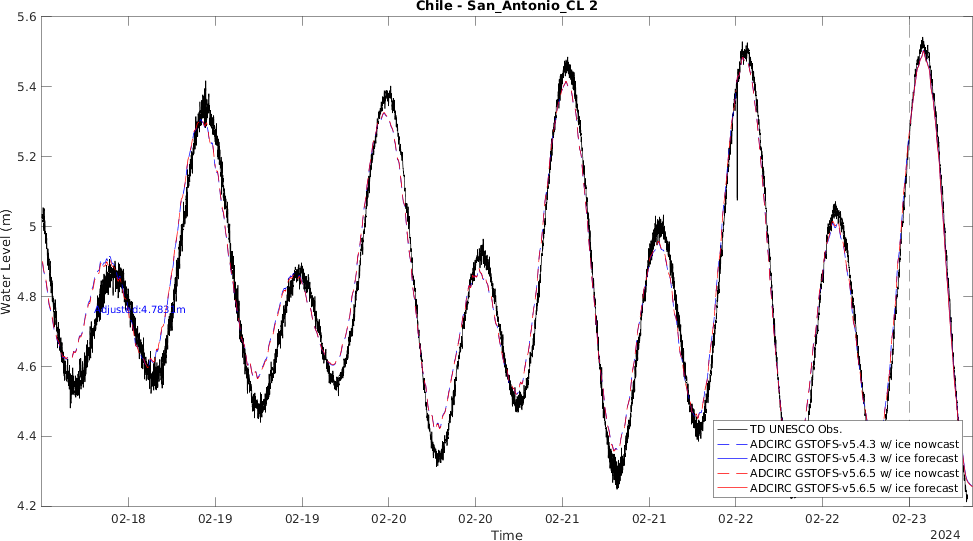 Chile - San_Antonio_CL 2
5.6
5.4
5.2
5
4.8
4.6
4.4
4.2
Water Level (m)
Adjusted:4.783 m
TD UNESCO Obs.
ADCIRC GSTOFS-v5.4.3 w/ ice nowcast
ADCIRC GSTOFS-v5.4.3 w/ ice forecast
ADCIRC GSTOFS-v5.6.5 w/ ice nowcast
ADCIRC GSTOFS-v5.6.5 w/ ice forecast
02-18 02-19 02-19 02-20 02-20 02-21 02-21 02-22 02-22 02-23
Time
2024